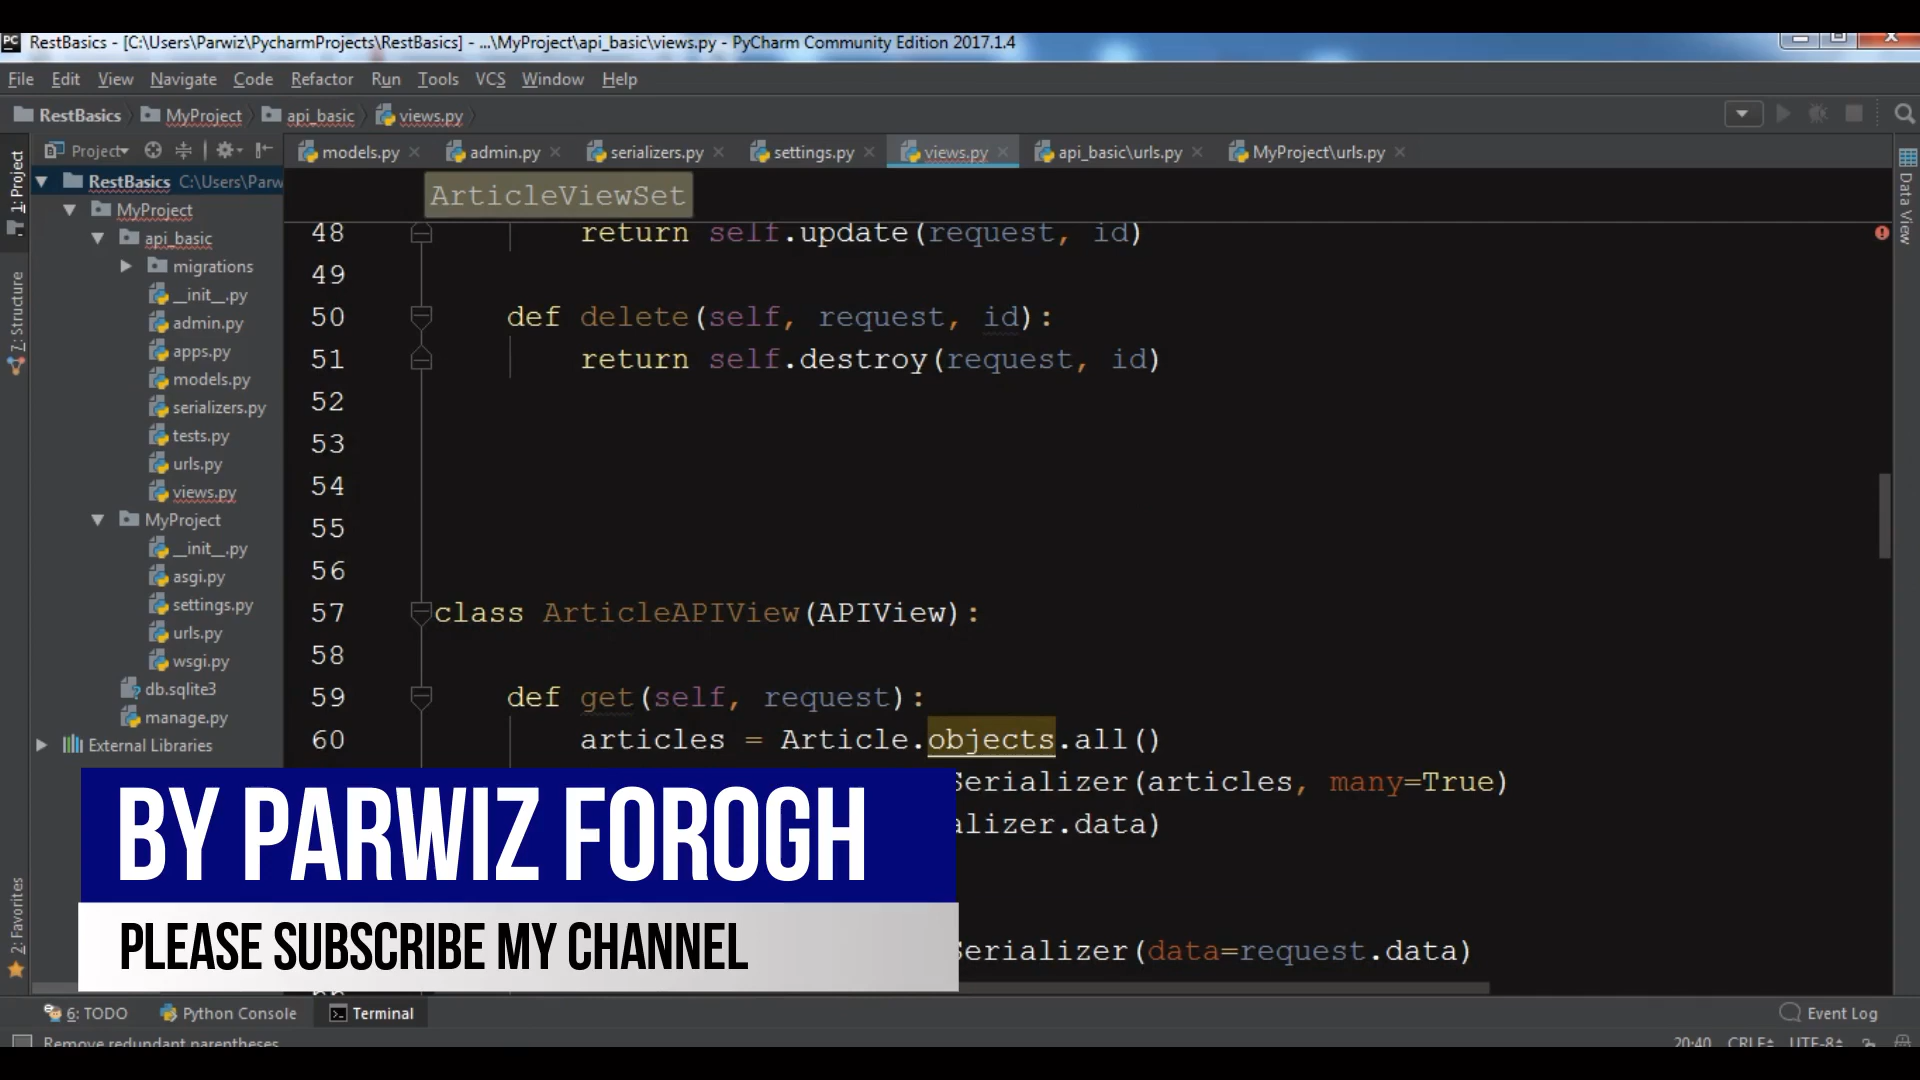 RestBasics - [C:\Users\Parwiz\PycharmProjects\RestBasics] - ...\MyProject\api_basic\views.py - PyCharm Community Edition 2017.1.4
File Edit View Navigate Code Refactor Run Tools VCS Window Help
RestBasics MyProject api_basic views.py
Project models.py admin.py serializers.py settings.py views.py api_basic\urls.py MyProject\urls.py
1: Project
7: Structure
2: Favorites
Data View
RestBasics C:\Users\Parw
MyProject
api_basic
migrations
__init__.py
admin.py
apps.py
models.py
serializers.py
tests.py
urls.py
views.py
MyProject
__init__.py
asgi.py
settings.py
urls.py
wsgi.py
db.sqlite3
manage.py
External Libraries
ArticleViewSet
48 return self.update(request, id)
49
50 def delete(self, request, id):
51 return self.destroy(request, id)
52
53
54
55
56
57 class ArticleAPIView(APIView):
58
59 def get(self, request):
60 articles = Article.objects.all()
Serializer(articles, many=True)
alizer.data)
Serializer(data=request.data)
BY PARWIZ FOROGH
PLEASE SUBSCRIBE MY CHANNEL
6: TODO Python Console Terminal Event Log
Remove redundant parentheses 20:40 CRLF UTF-8